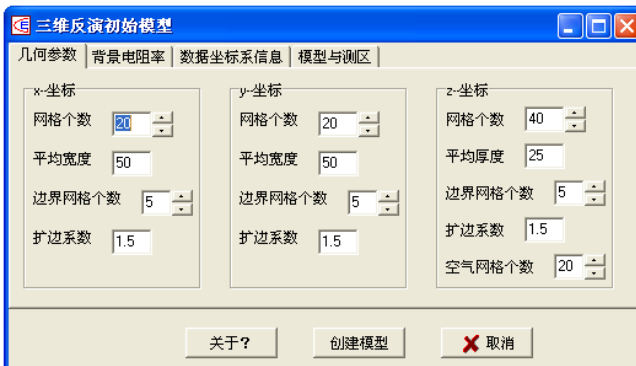 三维反演初始模型
几何参数 背景电阻率 数据坐标系信息 模型与测区
x--坐标 y--坐标 z--坐标
网格个数 20 网格个数 20 网格个数 40
平均宽度 50 平均宽度 50 平均厚度 25
边界网格个数 5 边界网格个数 5 边界网格个数 5
扩边系数 1.5 扩边系数 1.5 扩边系数 1.5
空气网格个数 20
关于? 创建模型 取消